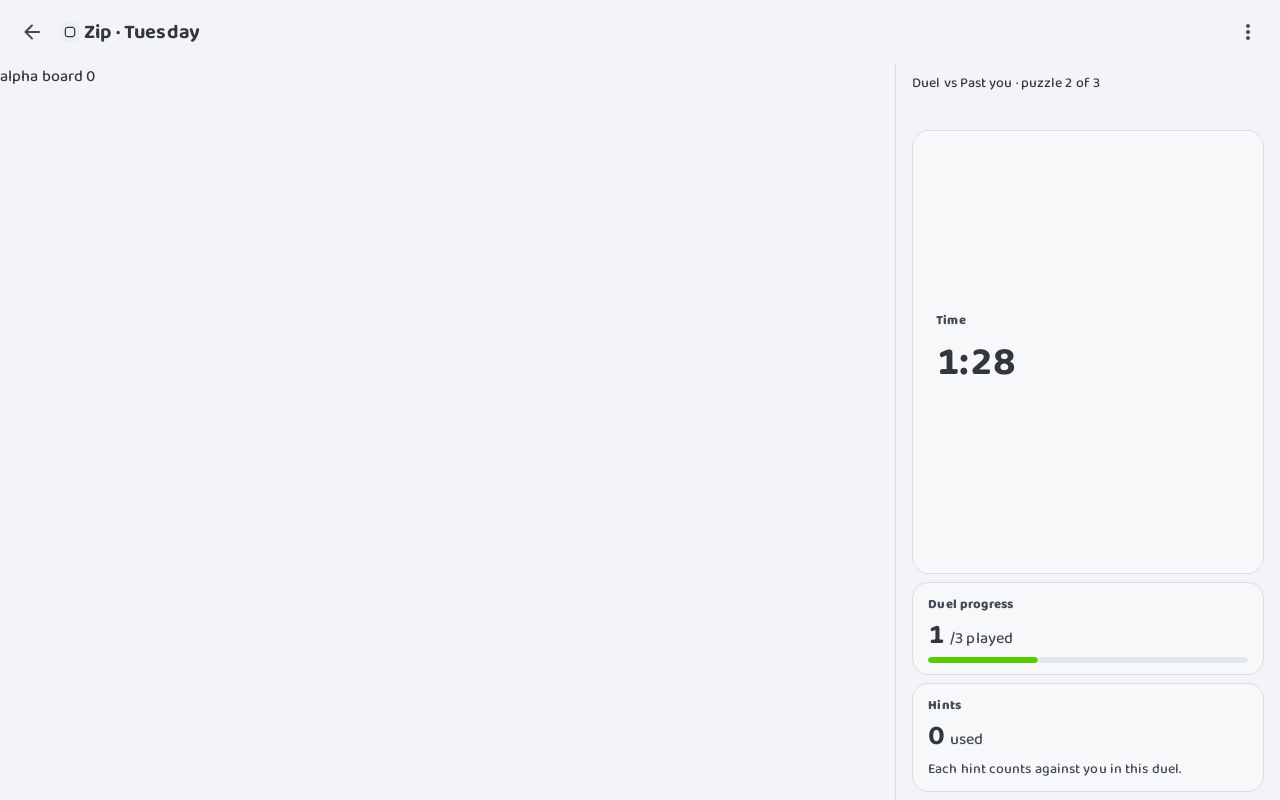 Zip · Tuesday
alpha board 0
Duel vs Past you · puzzle 2 of 3
Time
1:28
Duel progress
1 /3 played
Hints
0 used
Each hint counts against you in this duel.